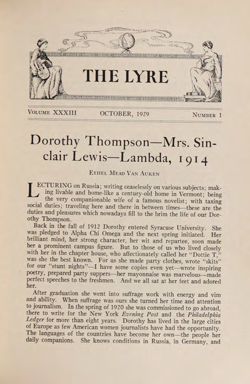 THE LYRE
VOLUME XXXIII OCTOBER, 1929 NUMBER 1
Dorothy Thompson—Mrs. Sin-
clair Lewis—Lambda, 1914
ETHEL MEAD VAN AUKEN
LECTURING on Russia; writing ceaselessly on various subjects; mak-
ing livable and home-like a century-old home in Vermont; being
the very companionable wife of a famous novelist; with taxing
social duties; traveling here and there in between times—these are the
duties and pleasures which nowadays fill to the brim the life of our Dor-
othy Thompson.
Back in the fall of 1912 Dorothy entered Syracuse University. She
was pledged to Alpha Chi Omega and the next spring initiated. Her
brilliant mind, her strong character, her wit and repartee, soon made
her a prominent campus figure. But to those of us who lived closely
with her in the chapter house, who affectionately called her "Dottie T,"
was she the best known. For us she made party clothes, wrote "skits"
for our "stunt nights"—I have some copies even yet—wrote inspiring
poetry, prepared party suppers—her mayonnaise was marvelous—made
perfect speeches to the freshmen. And we all sat at her feet and adored
her.
After graduation she went into suffrage work with energy and vim
and ability. When suffrage was ours she turned her time and attention
to journalism. In the spring of 1920 she was commissioned to go abroad,
there to write for the New York Evening Post and the Philadelphia
Ledger for more than eight years. Dorothy has lived in the large cities
of Europe as few American women journalists have had the opportunity.
The languages of the countries have become her own—the people her
daily companions. She knows conditions in Russia, in Germany, and